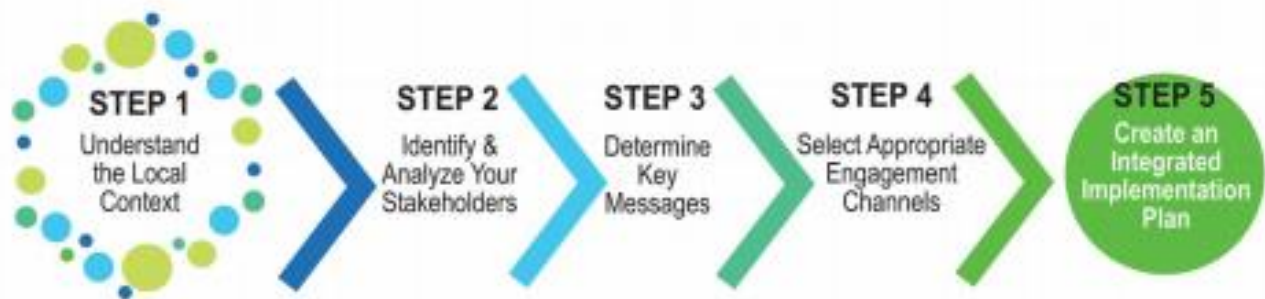 STEP 1
Understand
the Local
Context
STEP 2
Identify &
Analyze Your
Stakeholders
STEP 3
Determine
Key
Messages
STEP 4
Select Appropriate
Engagement
Channels
STEP 5
Create an
Integrated
Implementation
Plan